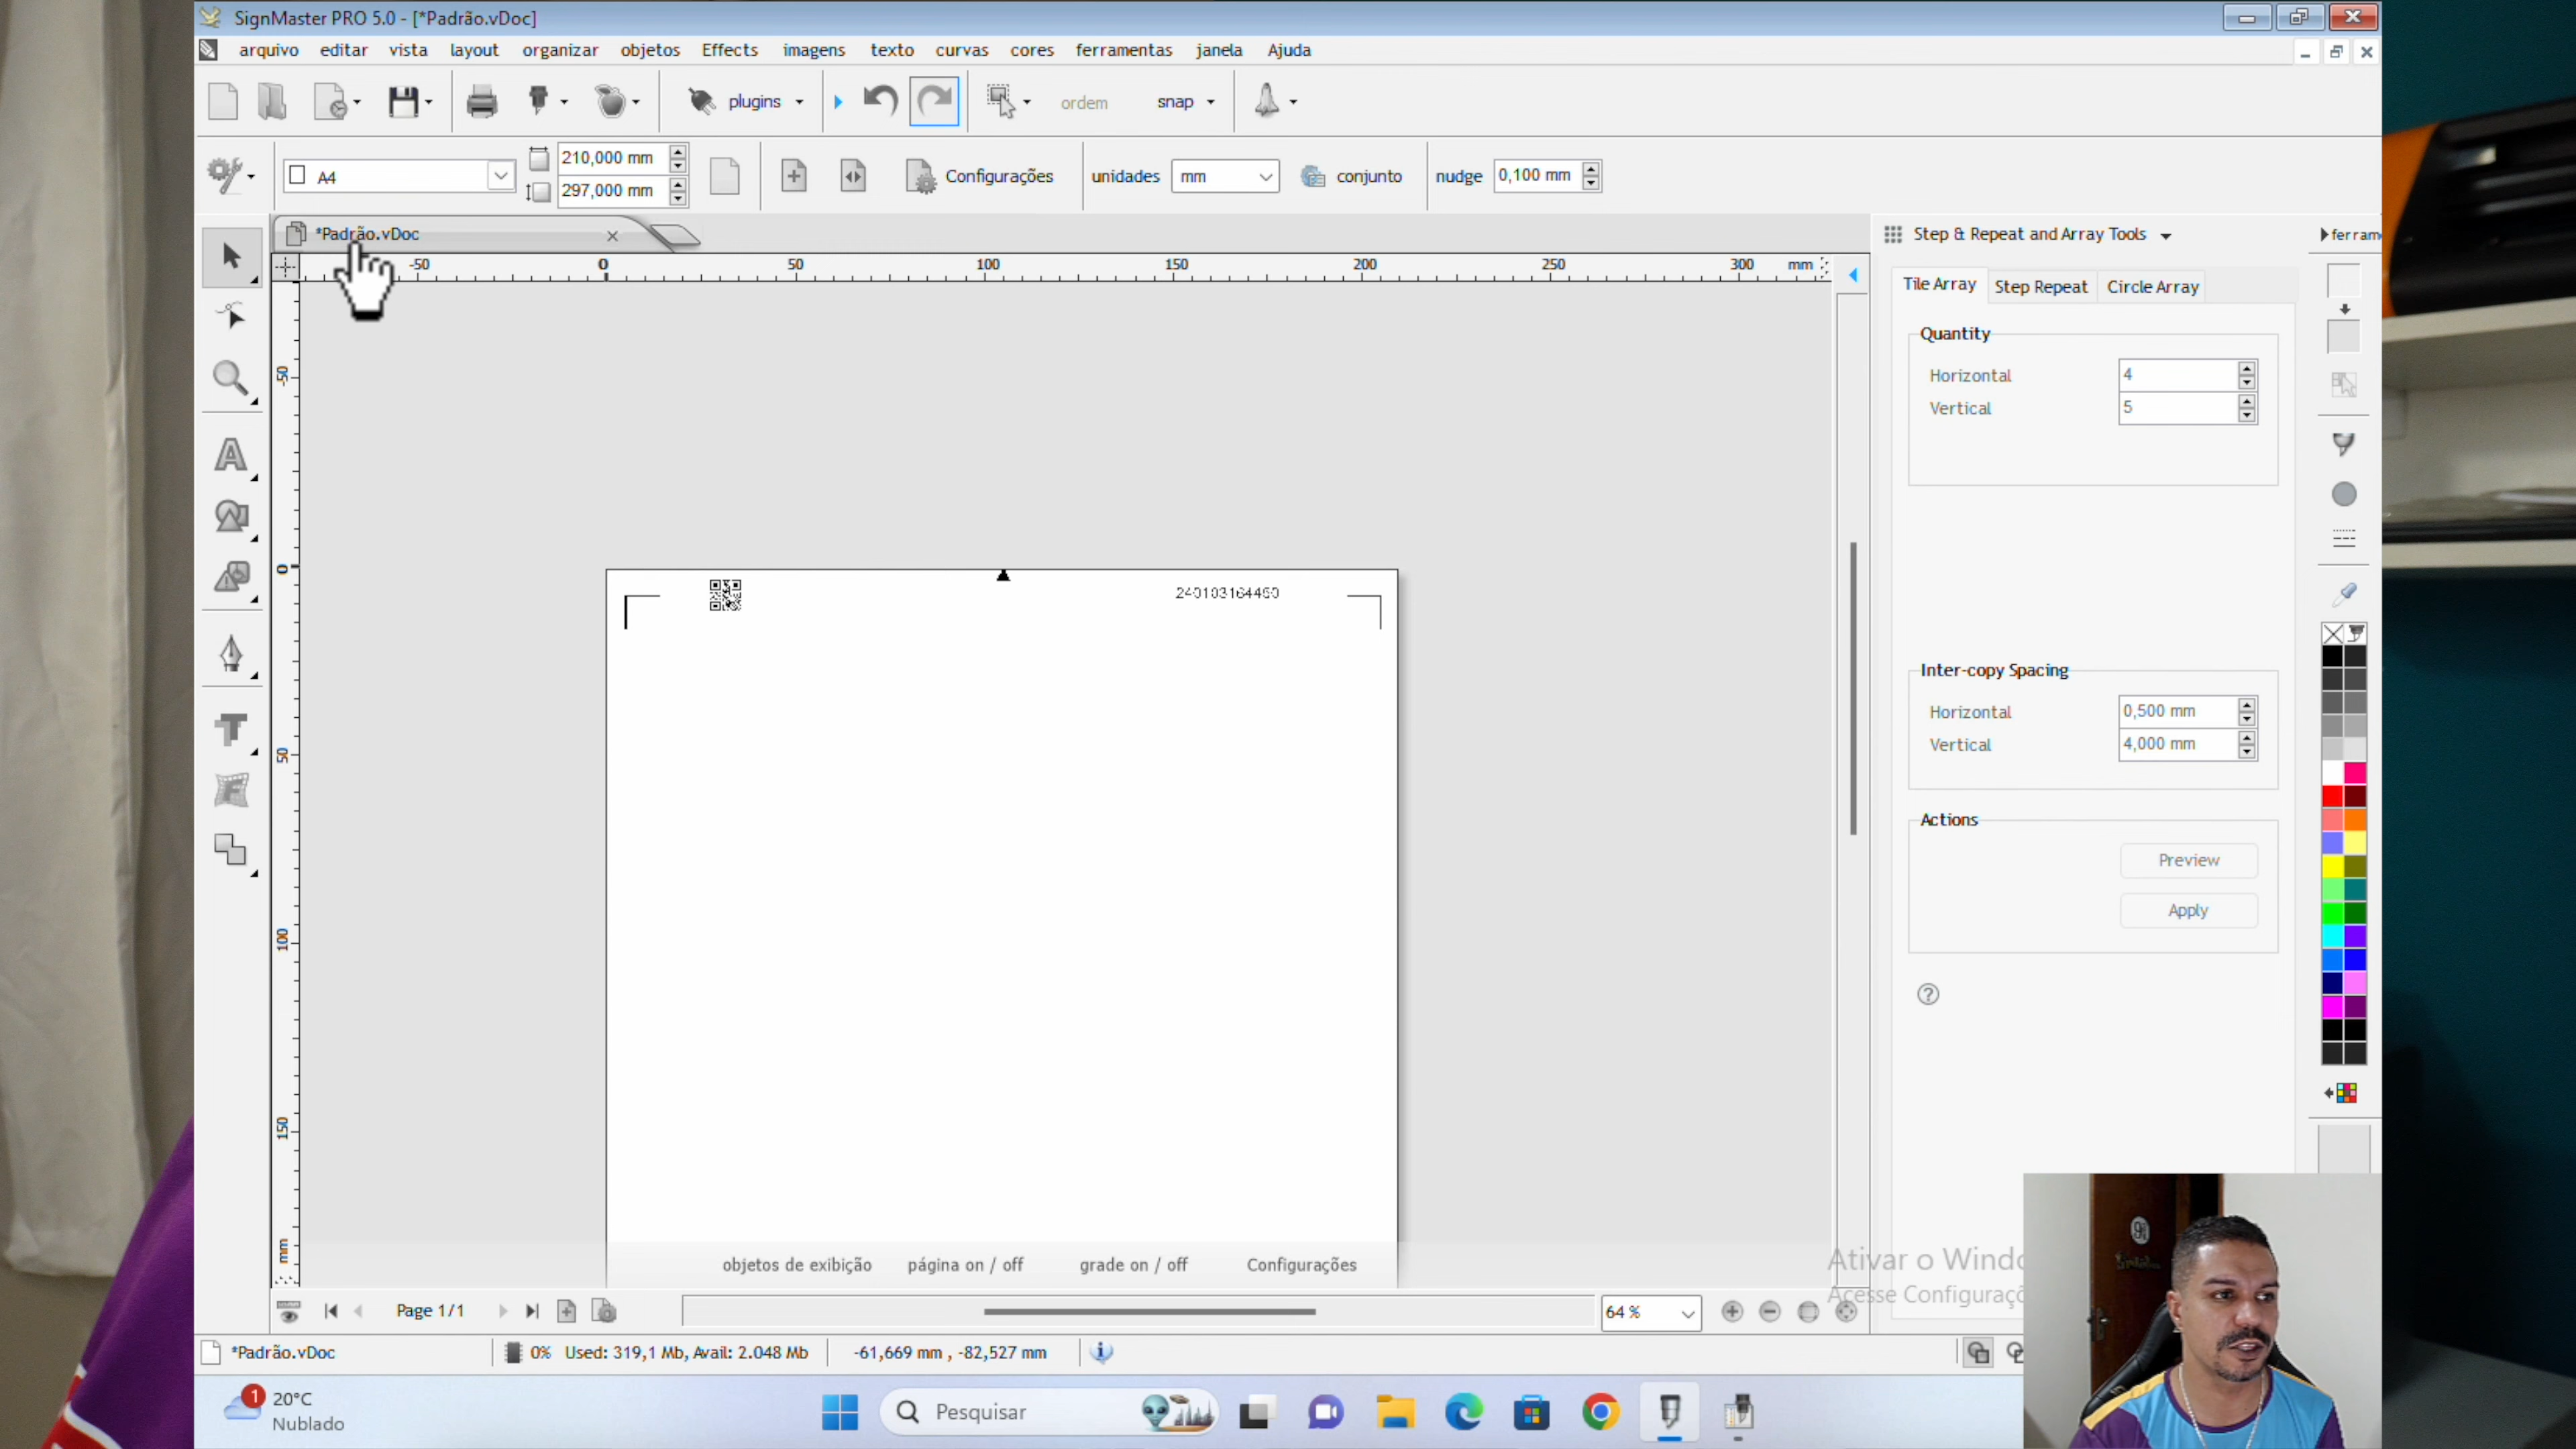 SignMaster PRO 5.0 - [*Padrão.vDoc]
arquivo editar vista layout organizar objetos Effects imagens texto curvas cores ferramentas janela Ajuda
plugins ordem snap
A4 210,000 mm 297,000 mm Configurações unidades mm conjunto nudge 0,100 mm
*Padrão.vDoc
Step & Repeat and Array Tools
-50 0 50 100 150 200 250 300 mm
Tile Array Step Repeat Circle Array
Quantity
Horizontal 4
Vertical 5
-50
0
50
100
150
mm
240103164460
Inter-copy Spacing
Horizontal 0,500 mm
Vertical 4,000 mm
Actions
Preview
Apply
?
objetos de exibição página on / off grade on / off Configurações
Ativar o
Acesse
Page 1/1 64 %
*Padrão.vDoc 0% Used: 319,1 Mb, Avail: 2.048 Mb -61,669 mm , -82,527 mm
1 20°C
Nublado
Pesquisar